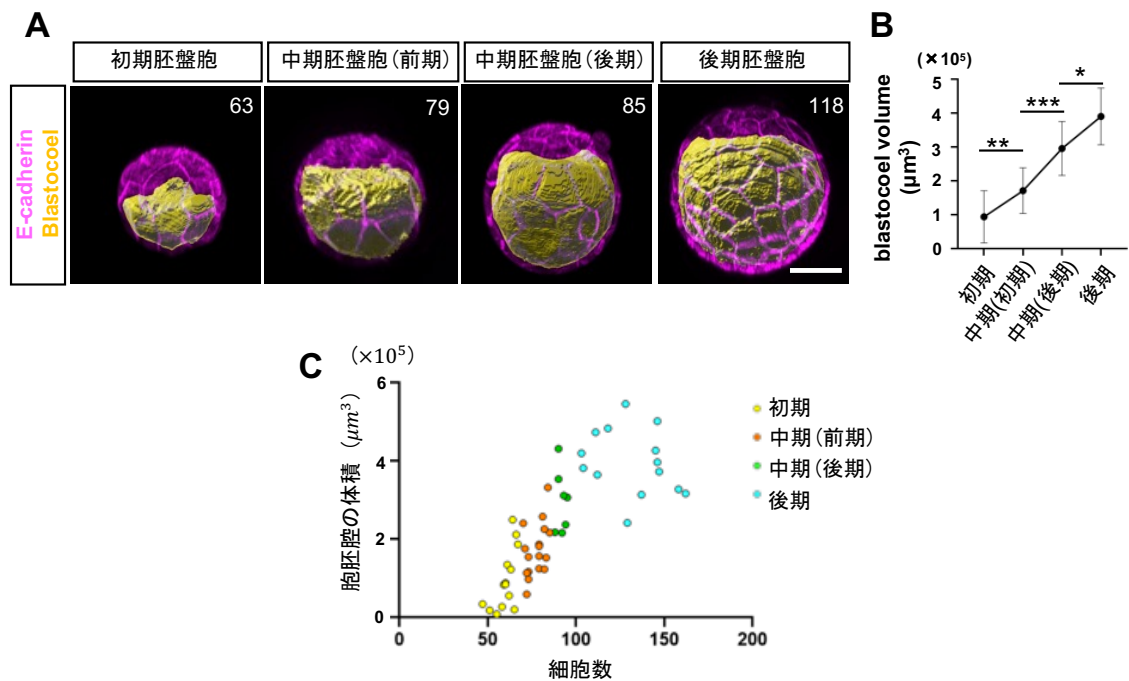 A
初期胚盤胞
中期胚盤胞(前期)
中期胚盤胞(後期)
後期胚盤胞
E-cadherin
Blastocoel
63
79
85
118
B
(×10⁵)
blastocoel volume
(μm³)
5
4
3
2
1
0
**
***
*
初期
中期(初期)
中期(後期)
後期
C
(×10⁵)
胞胚腔の体積 (μm³)
6
4
2
0
0
50
100
150
200
細胞数
初期
中期(前期)
中期(後期)
後期